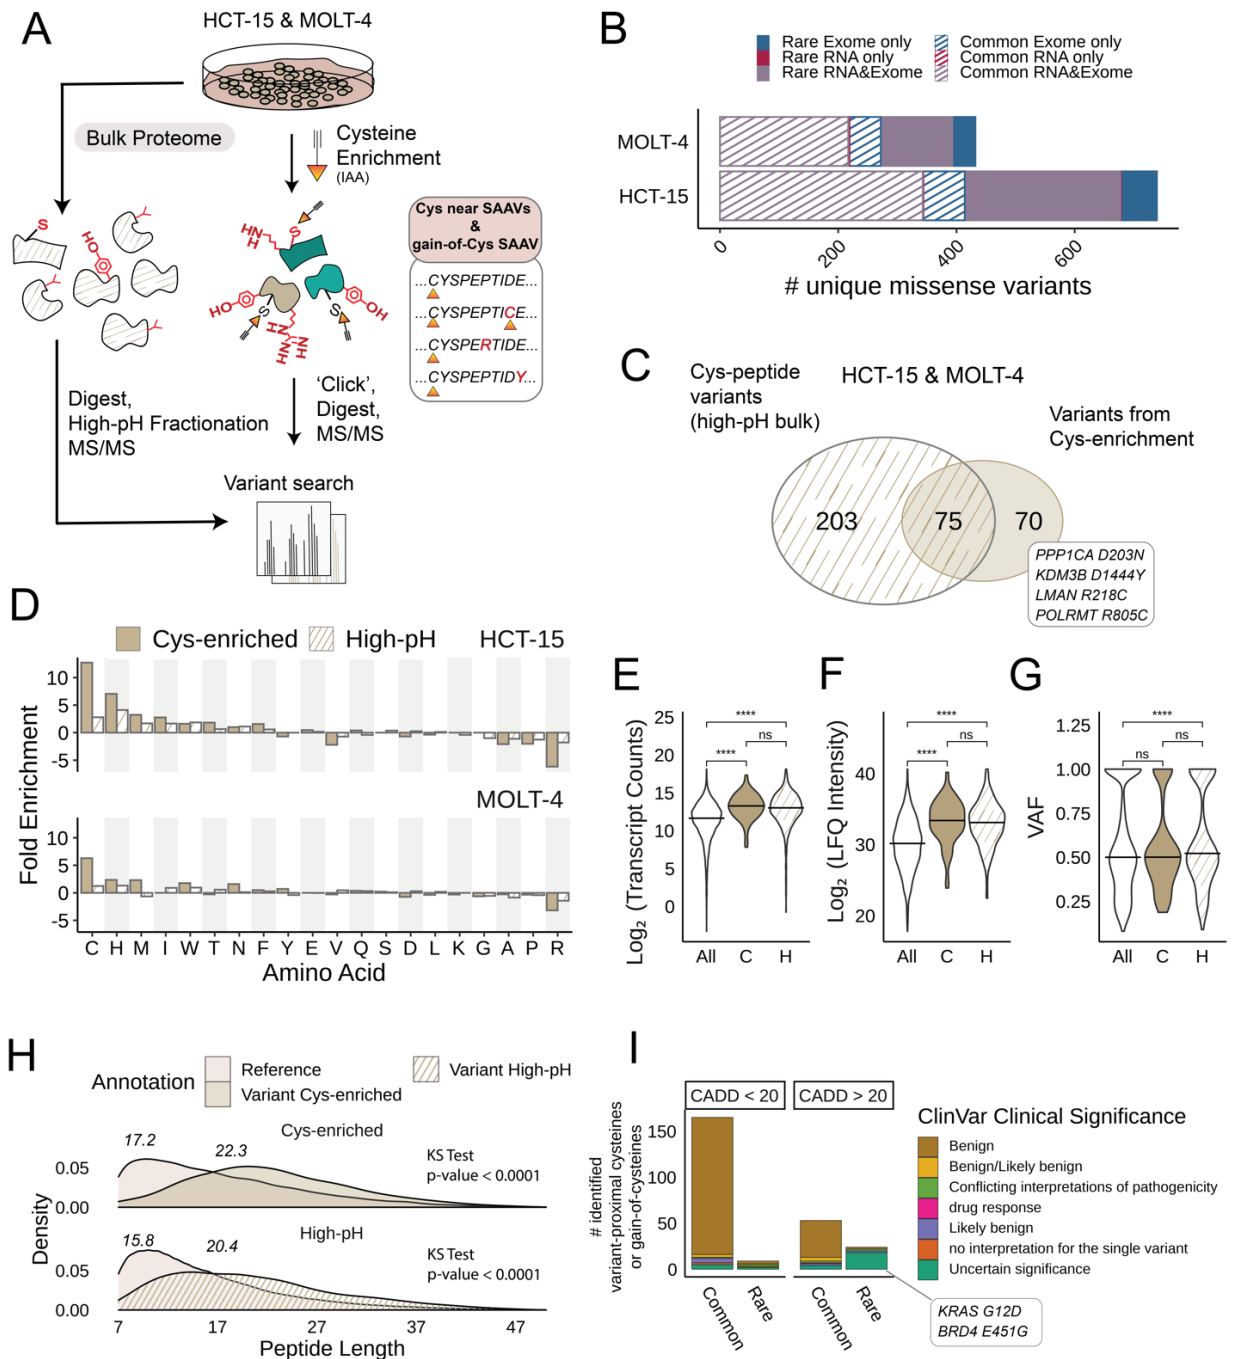 A
HCT-15 & MOLT-4
Bulk Proteome
Cysteine
Enrichment
(IAA)
S
HO
HN
H
S
S
HO
OH
S
HN
NH
NH
Cys near SAAVs
&
gain-of-Cys SAAV
...CYSPEPTIDE...
...CYSPEPTICE...
...CYSPERTIDE...
...CYSPEPTIDY...
Digest,
High-pH Fractionation
MS/MS
‘Click’,
Digest,
MS/MS
Variant search
B
Rare Exome only
Rare RNA only
Rare RNA&Exome
Common Exome only
Common RNA only
Common RNA&Exome
MOLT-4
HCT-15
0
200
400
600
# unique missense variants
C
Cys-peptide
variants
(high-pH bulk)
HCT-15 & MOLT-4
Variants from
Cys-enrichment
203
75
70
PPP1CA D203N
KDM3B D1444Y
LMAN R218C
POLRMT R805C
D
Cys-enriched
High-pH
HCT-15
10
5
0
-5
MOLT-4
10
5
0
-5
Fold Enrichment
C H M I W T N F Y E V Q S D L K G A P R
Amino Acid
E
Log₂ (Transcript Counts)
25
20
15
10
5
0
****
ns
****
All C H
F
Log₂ (LFQ Intensity)
40
30
20
****
ns
****
All C H
G
VAF
1.25
1.00
0.75
0.50
0.25
****
ns
ns
All C H
H
Annotation
Reference
Variant Cys-enriched
Variant High-pH
Cys-enriched
17.2
22.3
KS Test
p-value < 0.0001
0.05
0.00
High-pH
15.8
20.4
KS Test
p-value < 0.0001
0.05
0.00
Density
7 17 27 37 47
Peptide Length
I
# identified
variant-proximal cysteines
or gain-of-cysteines
CADD < 20
CADD > 20
150
100
50
0
Common
Rare
Common
Rare
ClinVar Clinical Significance
Benign
Benign/Likely benign
Conflicting interpretations of pathogenicity
drug response
Likely benign
no interpretation for the single variant
Uncertain significance
KRAS G12D
BRD4 E451G